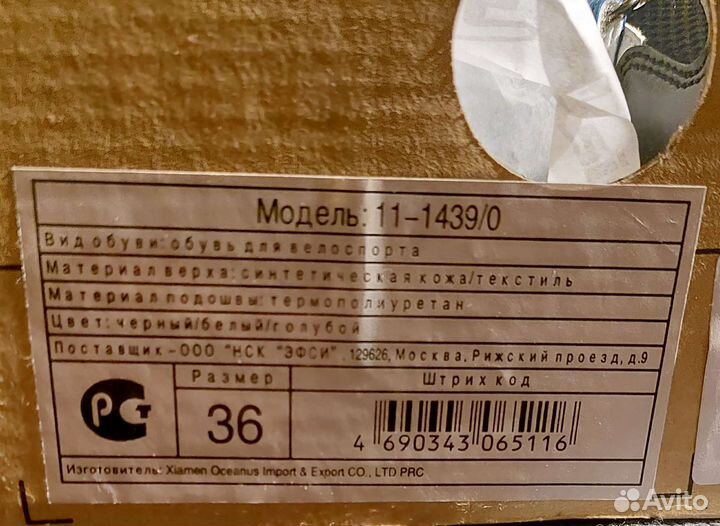 Модель: 11-1439/0
Вид обуви: обувь для велоспорта
Материал верха: синтетическая кожа/текстиль
Материал подошвы: термополиуретан
Цвет: черный/белый/голубой
Поставщик -ООО "НСК "ЭФСИ", 129626, Москва, Рижский проезд, д.9
Размер
Штрих код
РСТ
36
4 690343 065116
Изготовитель: Xiamen Oceanus Import & Export CO., LTD PRC
Avito